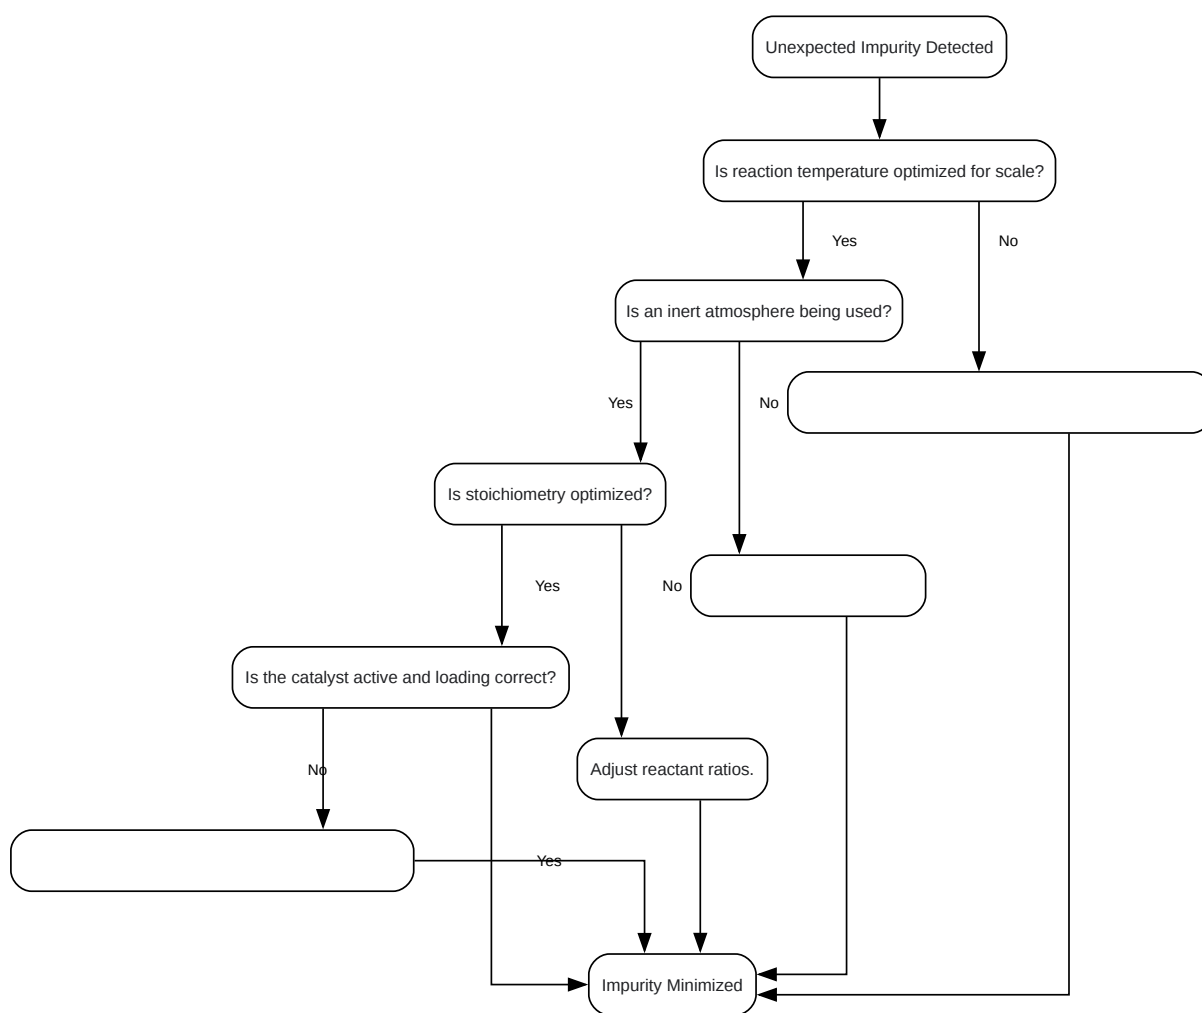 Unexpected Impurity Detected
Is reaction temperature optimized for scale?
Yes
No
Is an inert atmosphere being used?
Yes
No
Is stoichiometry optimized?
Yes
No
Is the catalyst active and loading correct?
No
Adjust reactant ratios.
Yes
Impurity Minimized